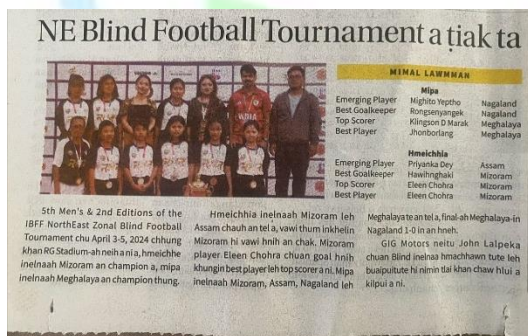 NE Blind Football Tournament a ṭiak ta
MIMAL LAWMMAN
Mipa
Emerging Player Mighito Yeptho Nagaland
Best Goalkeeper Rongsenyangek Nagaland
Top Scorer Klingson D Marak Meghalaya
Best Player Jhonborlang Meghalaya
Hmeichhia
Emerging Player Priyanka Dey Assam
Best Goalkeeper Hawihnghaki Mizoram
Top Scorer Eleen Chohra Mizoram
Best Player Eleen Chohra Mizoram
5th Men's & 2nd Editions of the
IBFF NorthEast Zonal Blind Football
Tournament chu April 3-5, 2024 chhung
khan RG Stadium-ah neih a ni a, hmeichhe
inelnaah Mizoram an champion a, mipa
inelnaah Meghalaya an champion thung.
Hmeichhia inelnaah Mizoram leh
Assam chauh an tel a, vawi thum inkhelin
Mizoram hi vawi hnih an chak. Mizoram
player Eleen Chohra chuan goal hnih
khungin best player leh top scorer a ni. Mipa
inelnaah Mizoram, Assam, Nagaland leh
Meghalaya te an tel a, final-ah Meghalaya-in
Nagaland 1-0 in an hneh.
GIG Motors neitu John Lalpeka
chuan Blind inelnaa hmachhawn tute leh
buaipuitute hi nimin tlai khan chaw hlui a
kilpui a ni.